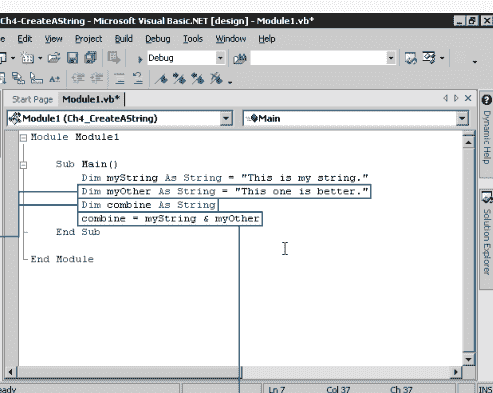 Ch4-CreateAString - Microsoft Visual Basic.NET [design] - Module1.vb*
e Edit View Project Build Debug Tools Window Help
Debug
Start Page Module1.vb*
Module1 (Ch4_CreateAString) Main
Module Module1
Sub Main()
Dim myString As String = "This is my string."
Dim myOther As String = "This one is better."
Dim combine As String
combine = myString & myOther
End Sub
End Module
Dynamic Help
Solution Explorer
eady Ln 7 Col 37 Ch 37 INS